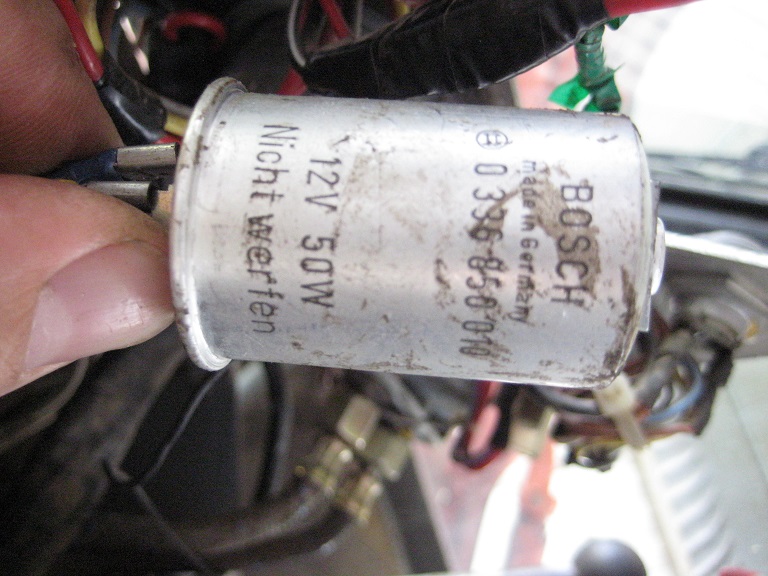 BOSCH
made in Germany
0 336 850 010
12V 50W
Nicht werfen